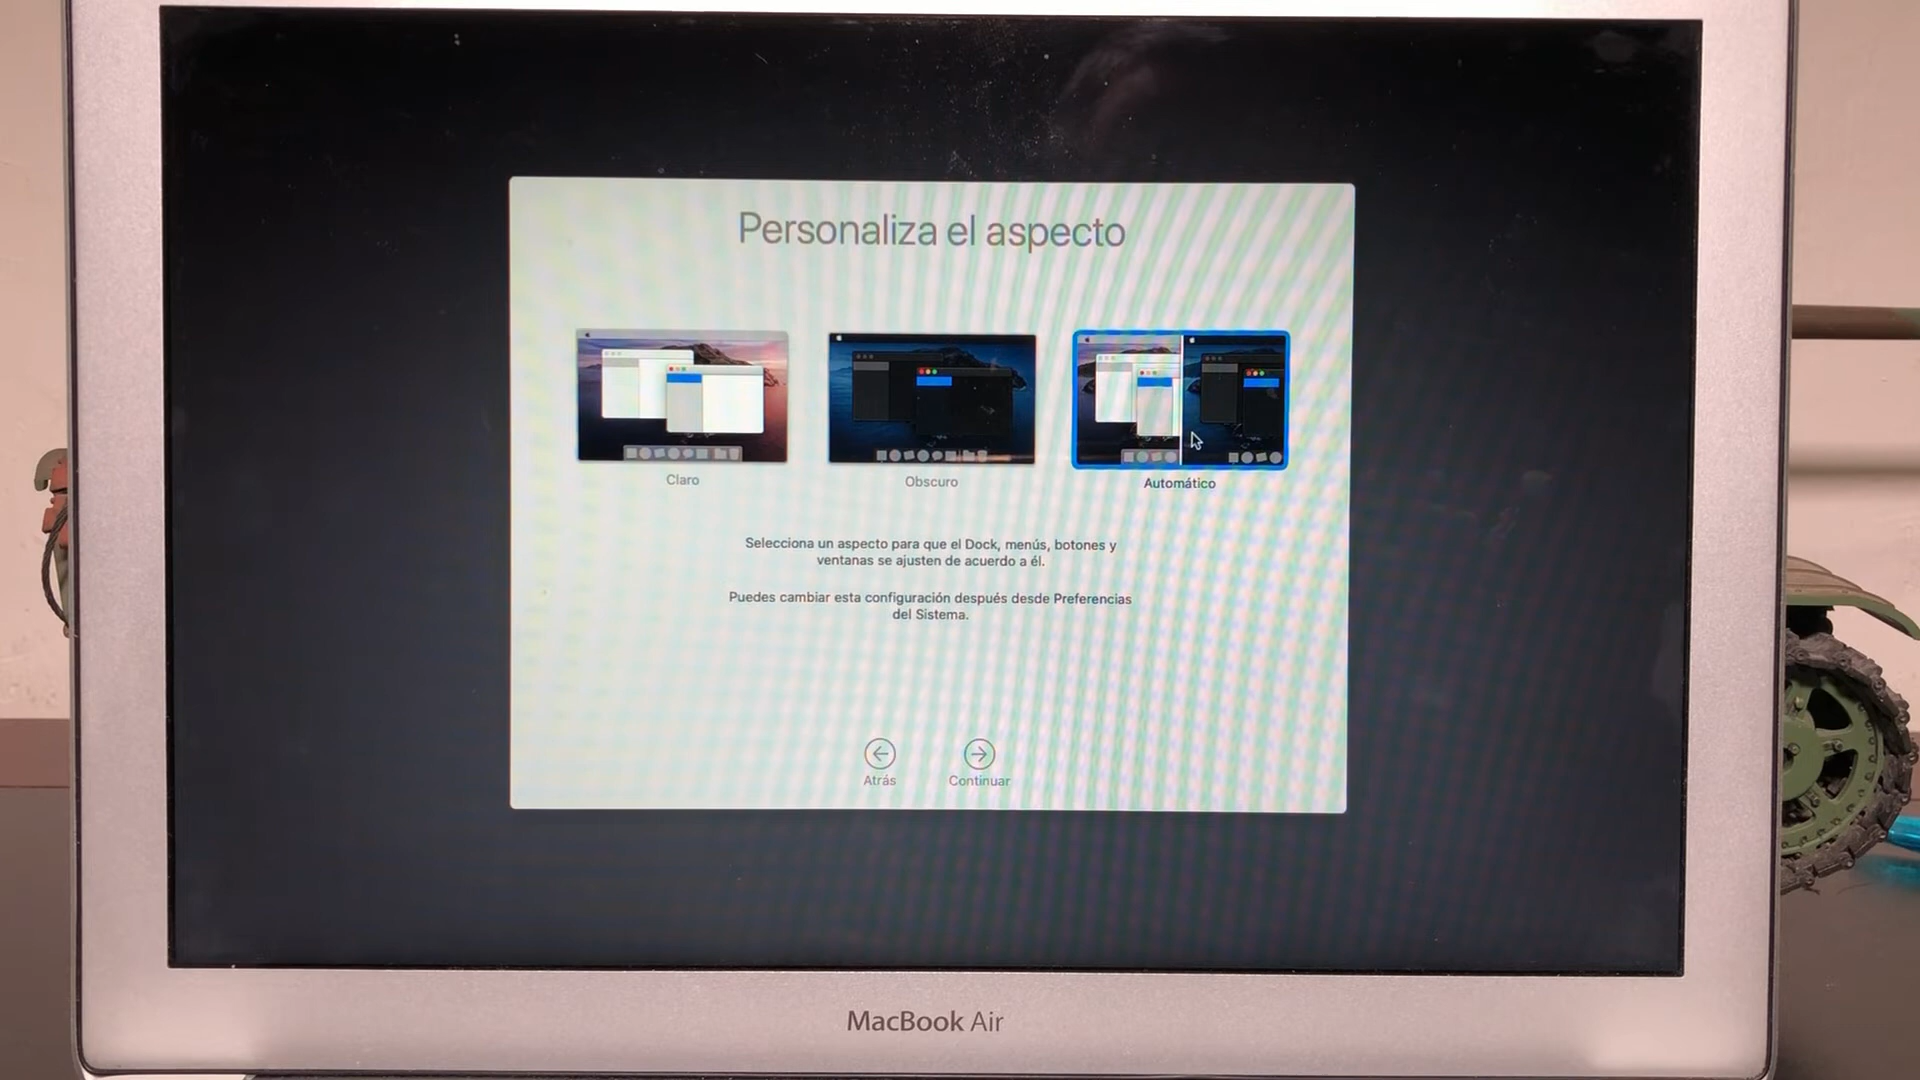 Personaliza el aspecto
Claro
Obscuro
Automático
Selecciona un aspecto para que el Dock, menús, botones y
ventanas se ajusten de acuerdo a él.
Puedes cambiar esta configuración después desde Preferencias
del Sistema.
Atrás
Continuar
MacBook Air